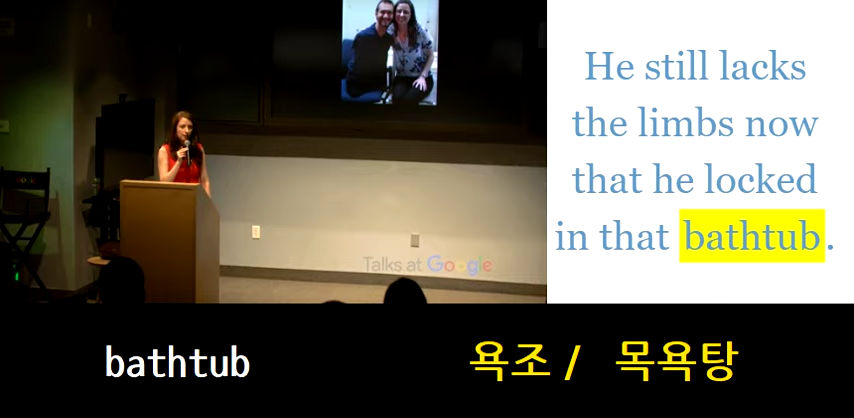 He still lacks
the limbs now
that he locked
in that bathtub.
Talks at Google
bathtub
욕조 / 목욕탕